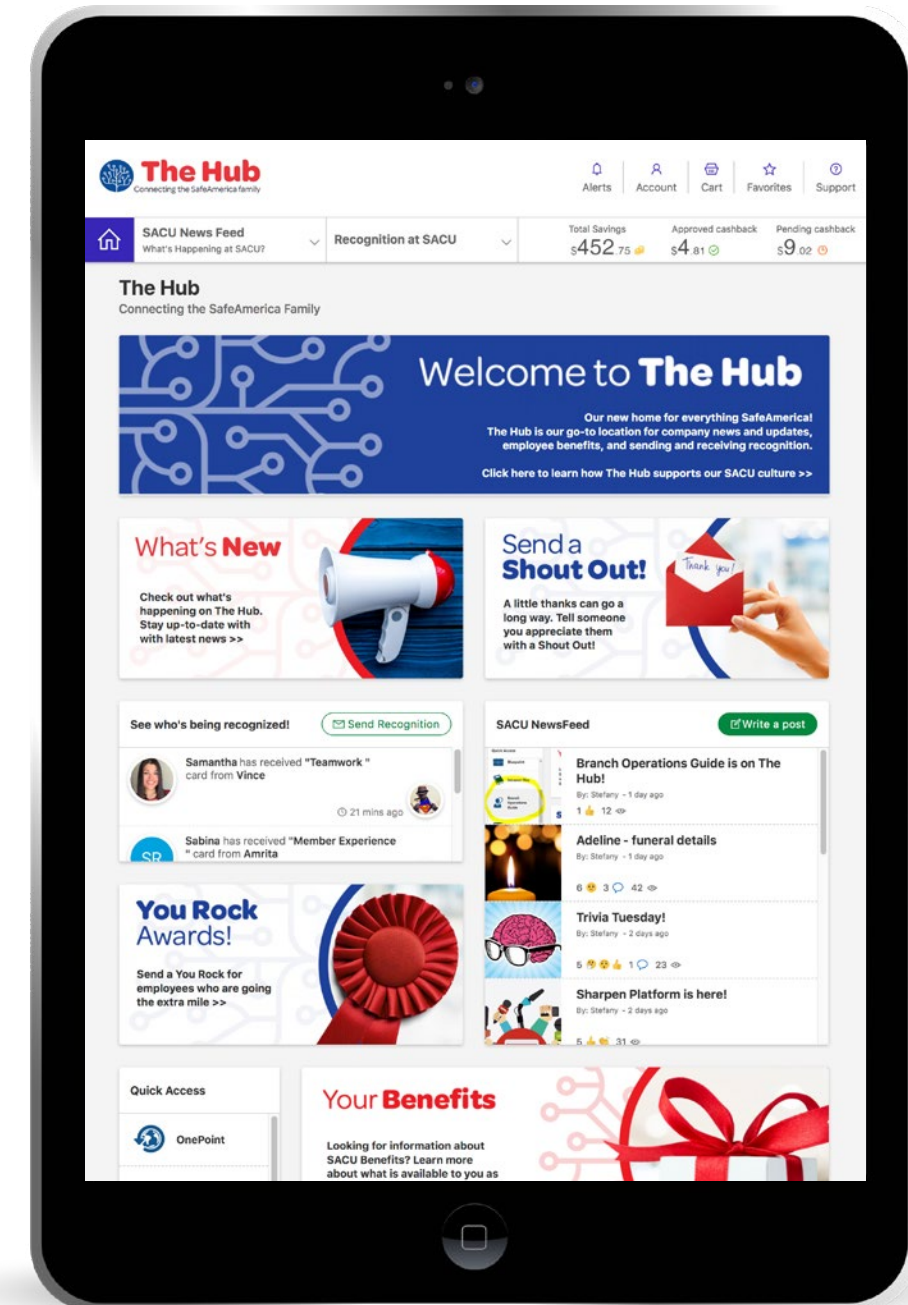 The Hub
Connecting the SafeAmerica family
Alerts
Account
Cart
Favorites
Support
SACU News Feed
What's Happening at SACU?
Recognition at SACU
Total Savings
$452.75
Approved cashback
$4.81
Pending cashback
$9.02
The Hub
Connecting the SafeAmerica Family
Welcome to The Hub
Our new home for everything SafeAmerica!
The Hub is our go-to location for company news and updates,
employee benefits, and sending and receiving recognition.
Click here to learn how The Hub supports our SACU culture >>
What's New
Check out what's
happening on The Hub.
Stay up-to-date with
with latest news >>
Send a
Shout Out!
A little thanks can go a
long way. Tell someone
you appreciate them
with a Shout Out!
Thank you!
See who's being recognized!
Send Recognition
Samantha has received "Teamwork "
card from Vince
21 mins ago
SR
Sabina has received "Member Experience
" card from Amrita
You Rock
Awards!
Send a You Rock for
employees who are going
the extra mile >>
SACU NewsFeed
Write a post
Quick Access
Branch
Operations
Guide
Branch Operations Guide is on The
Hub!
By: Stefany - 1 day ago
1 12
Adeline - funeral details
By: Stefany - 1 day ago
6 3 42
Trivia Tuesday!
By: Stefany - 2 days ago
5 1 23
Sharpen Platform is here!
By: Stefany - 2 days ago
5 31
Quick Access
OnePoint
Your Benefits
Looking for information about
SACU Benefits? Learn more
about what is available to you as